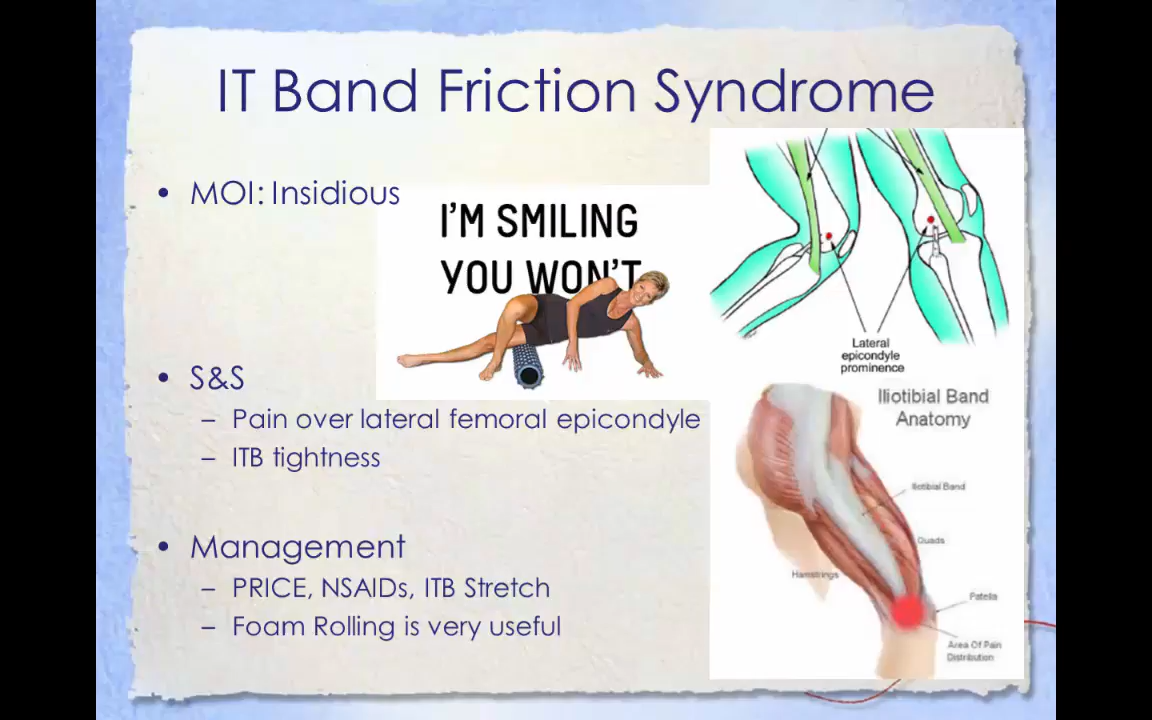 IT Band Friction Syndrome
• MOI: Insidious
I'M SMILING
YOU WON'T
• S&S
– Pain over lateral femoral epicondyle
– ITB tightness
• Management
– PRICE, NSAIDs, ITB Stretch
– Foam Rolling is very useful
Lateral
epicondyle
prominence
Iliotibial Band
Anatomy
Iliotibial Band
Quads
Hamstrings
Patella
Area Of Pain
Distribution